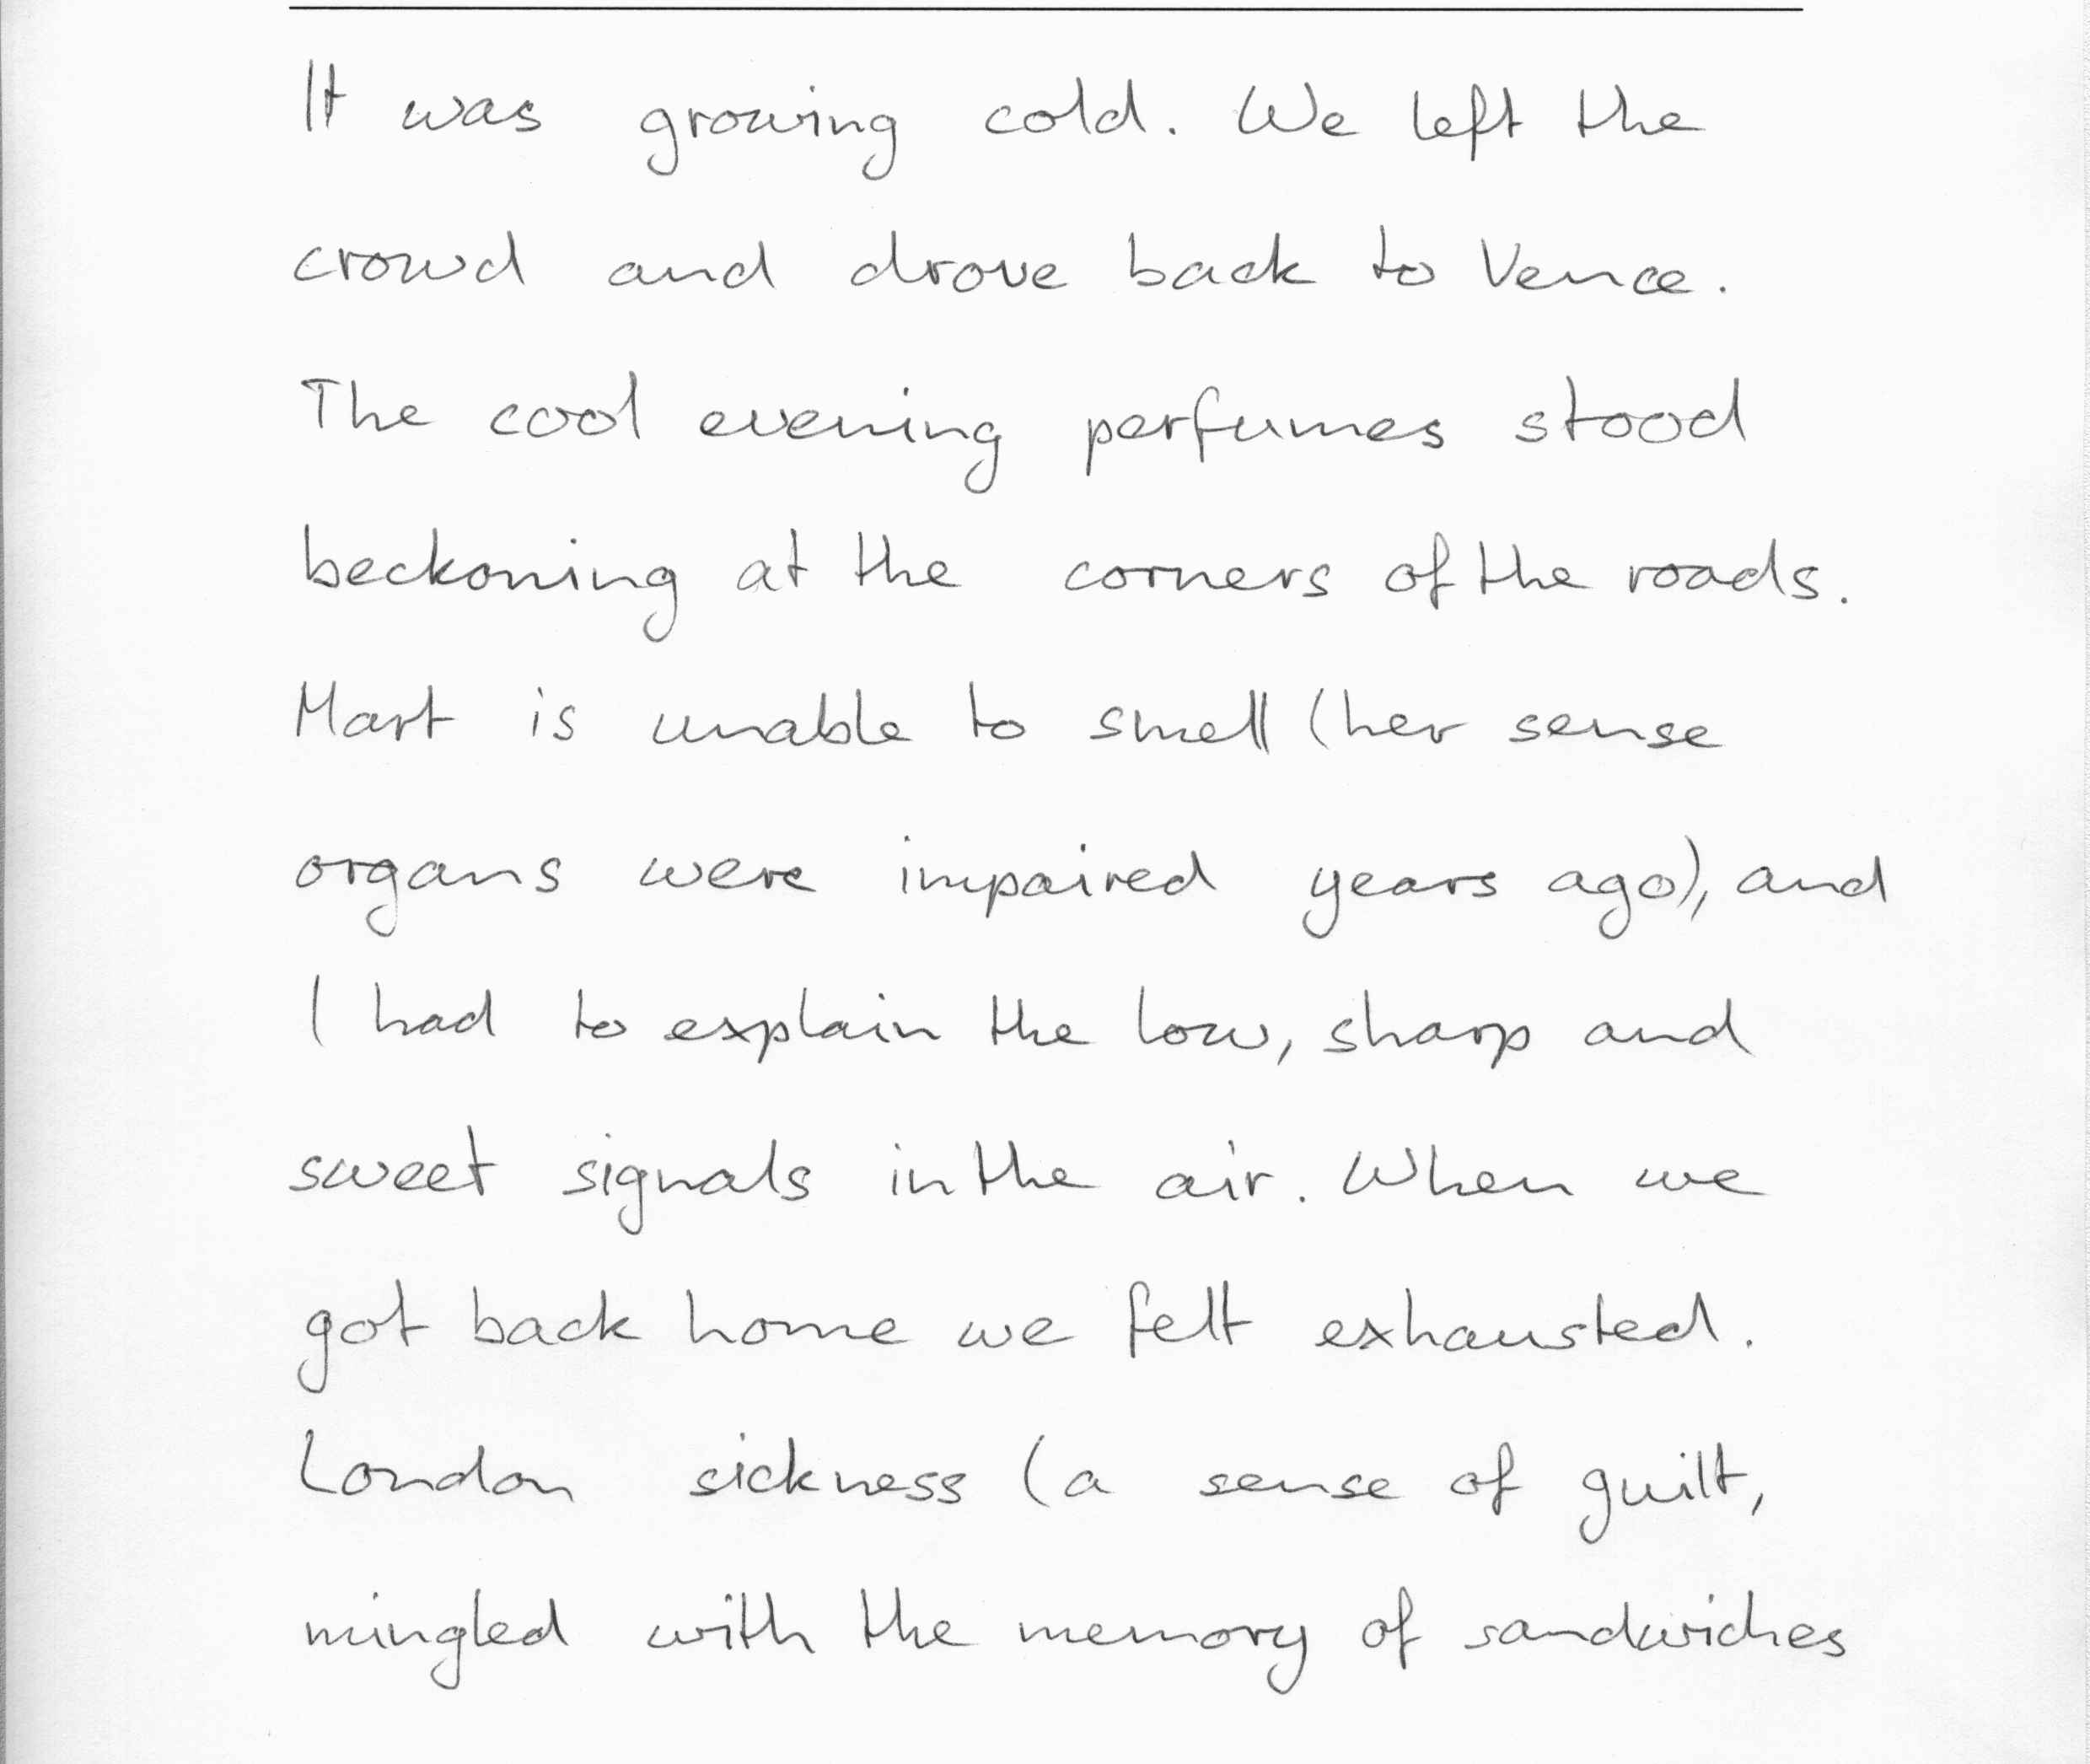 It was growing cold. We left the
crowd and drove back to Vence.
The cool evening perfumes stood
beckoning at the corners of the roads.
Mart is unable to smell (her sense
organs were impaired years ago), and
I had to explain the low, sharp and
sweet signals in the air. When we
got back home we felt exhausted.
London sickness (a sense of guilt,
mingled with the memory of sandwiches